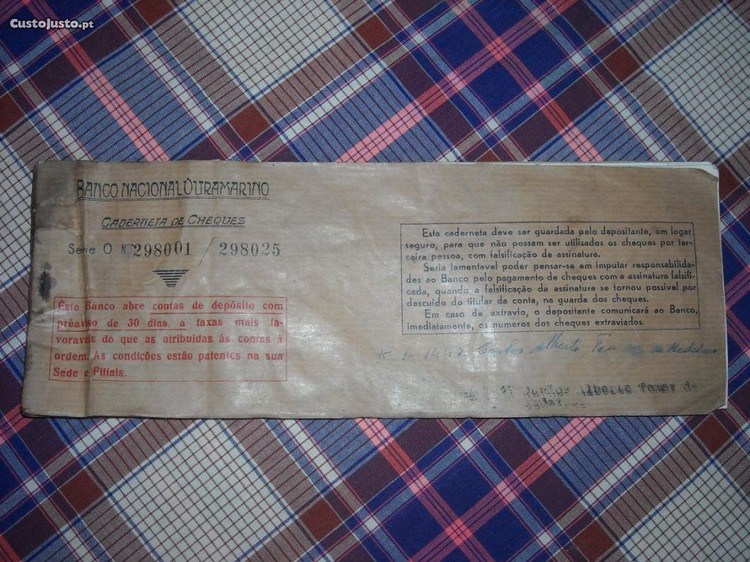 CustoJusto.pt
BANCO NACIONAL ULTRAMARINO
CADERNETA DE CHEQUES
Série O Nº 298001 / 298025
Êste Banco abre contas de depósito com
préaviso de 30 dias a taxas mais fa-
voraveis do que as atribuidas ás contas á
ordem. As condições estão patentes na sua
Sede e Filiais.
Esta caderneta deve ser guardada pelo depositante, em logar
seguro, para que não possam ser utilisados os cheques por ter-
ceira pessoa, com falsificação de assinatura.
Seria lamentavel poder pensar-se em imputar responsabilida-
des ao Banco pelo pagamento de cheques com a assinatura falsifi-
cada, quando a falsificação da assinatura se tornou possivel por
descuido do titular da conta, na guarda dos cheques.
Em caso de extravio, o depositante comunicará ao Banco,
imediatamente, os numeros dos cheques extraviados.
Carlos Alberto